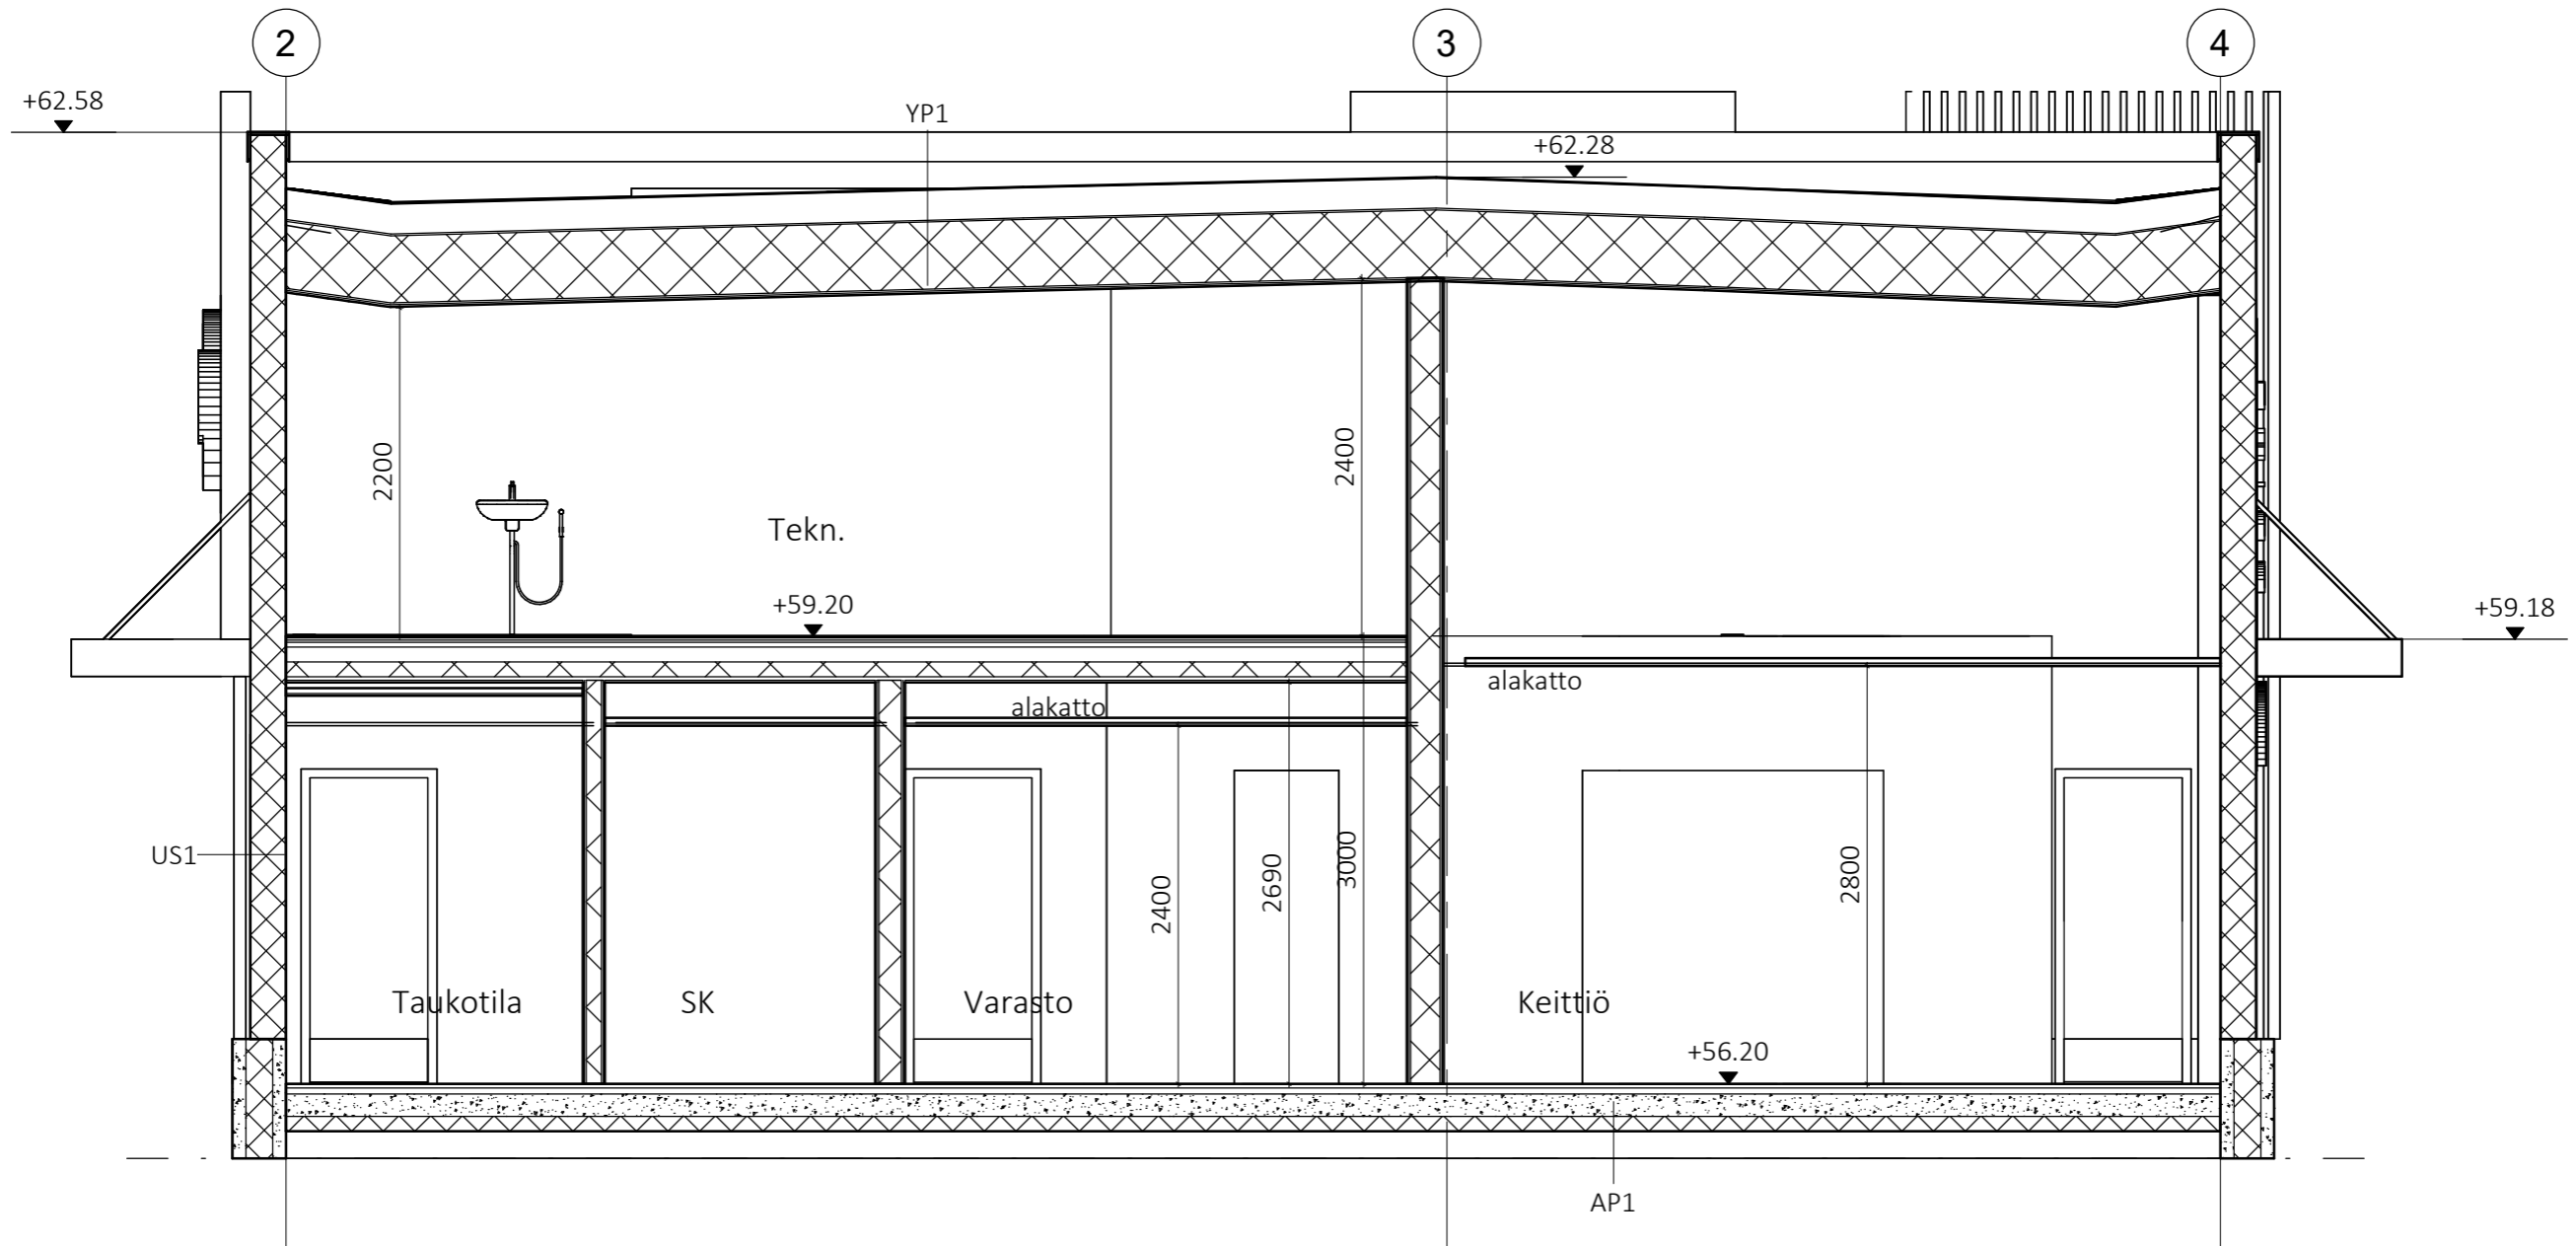 2
3
4
+62.58
YP1
+62.28
2200
2400
Tekn.
+59.20
+59.18
alakatto
alakatto
US1
2400
2690
3000
2800
Taukotila
SK
Varasto
Keittiö
+56.20
AP1